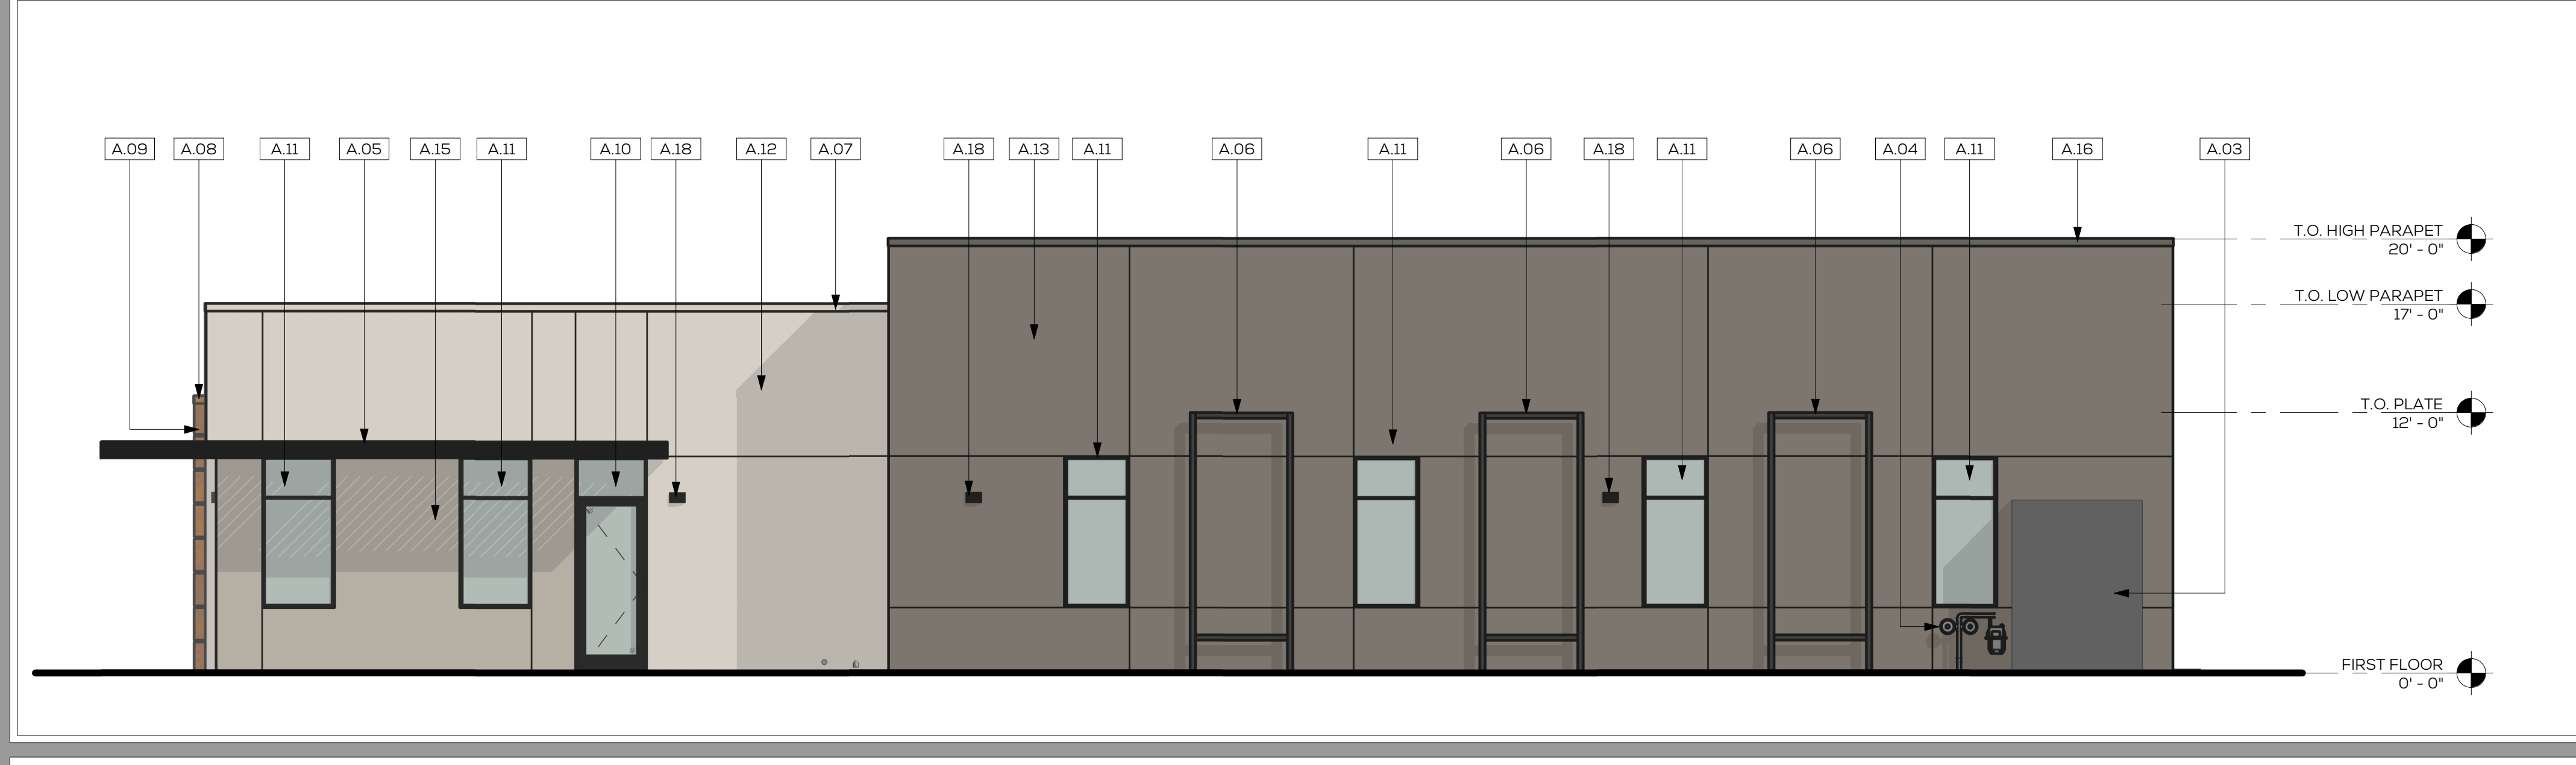 A.09 A.08 A.11 A.05 A.15 A.11 A.10 A.18 A.12 A.07 A.18 A.13 A.11 A.06 A.11 A.06 A.18 A.11 A.06 A.04 A.11 A.16 A.03
T.O. HIGH PARAPET
20' - 0"
T.O. LOW PARAPET
17' - 0"
T.O. PLATE
12' - 0"
FIRST FLOOR
0' - 0"